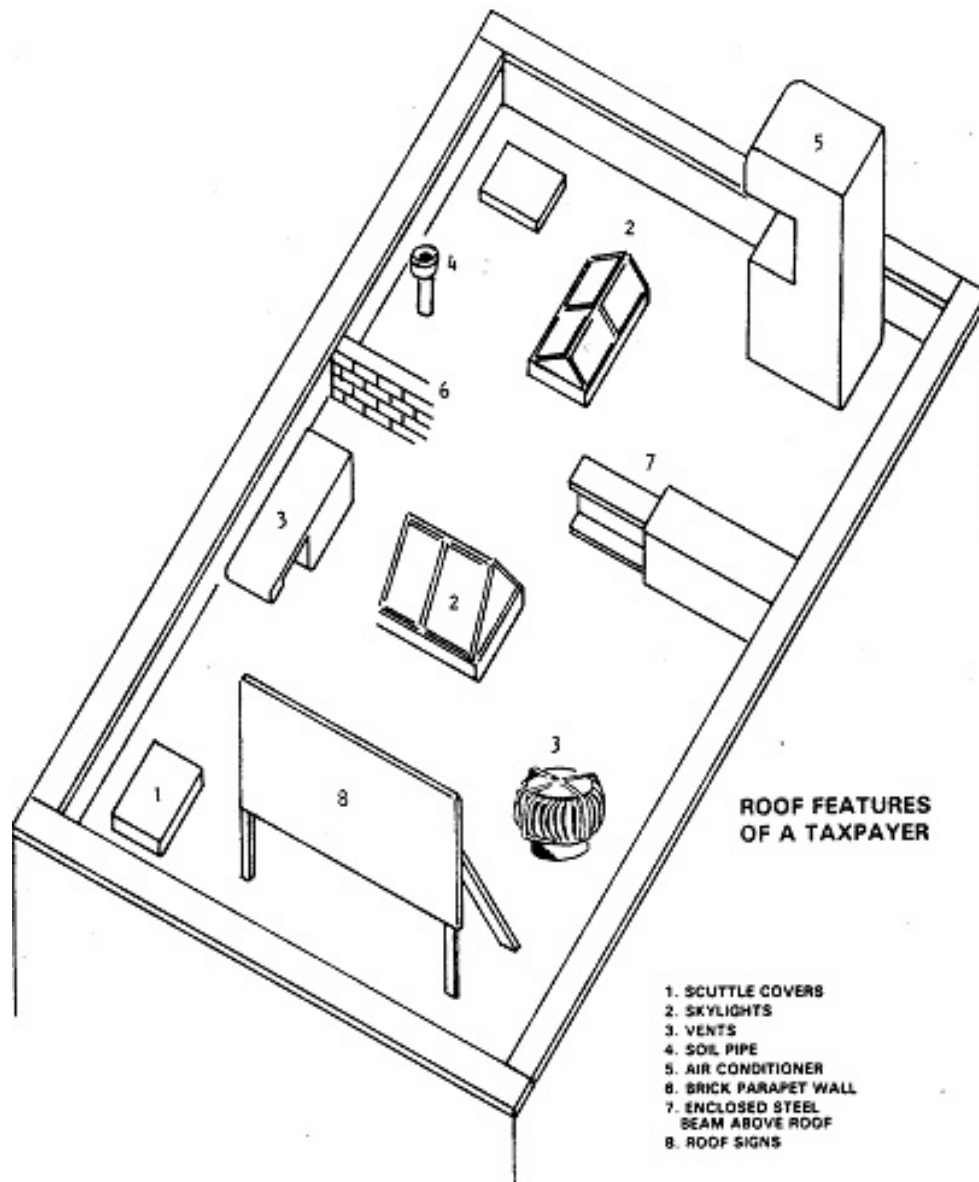 5
2
4
6
7
3
2
3
1
8
ROOF FEATURES
OF A TAXPAYER
1. SCUTTLE COVERS
2. SKYLIGHTS
3. VENTS
4. SOIL PIPE
5. AIR CONDITIONER
6. BRICK PARAPET WALL
7. ENCLOSED STEEL
BEAM ABOVE ROOF
8. ROOF SIGNS